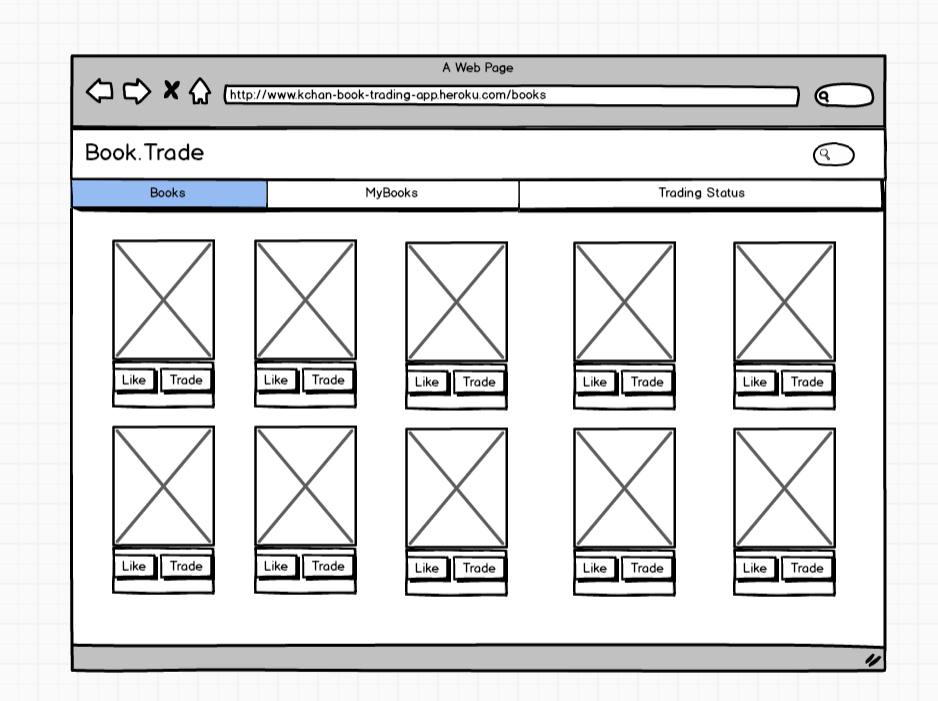 A Web Page
http://www.kchan-book-trading-app.heroku.com/books
Book.Trade
Books MyBooks Trading Status
Like Trade Like Trade Like Trade Like Trade Like Trade
Like Trade Like Trade Like Trade Like Trade Like Trade